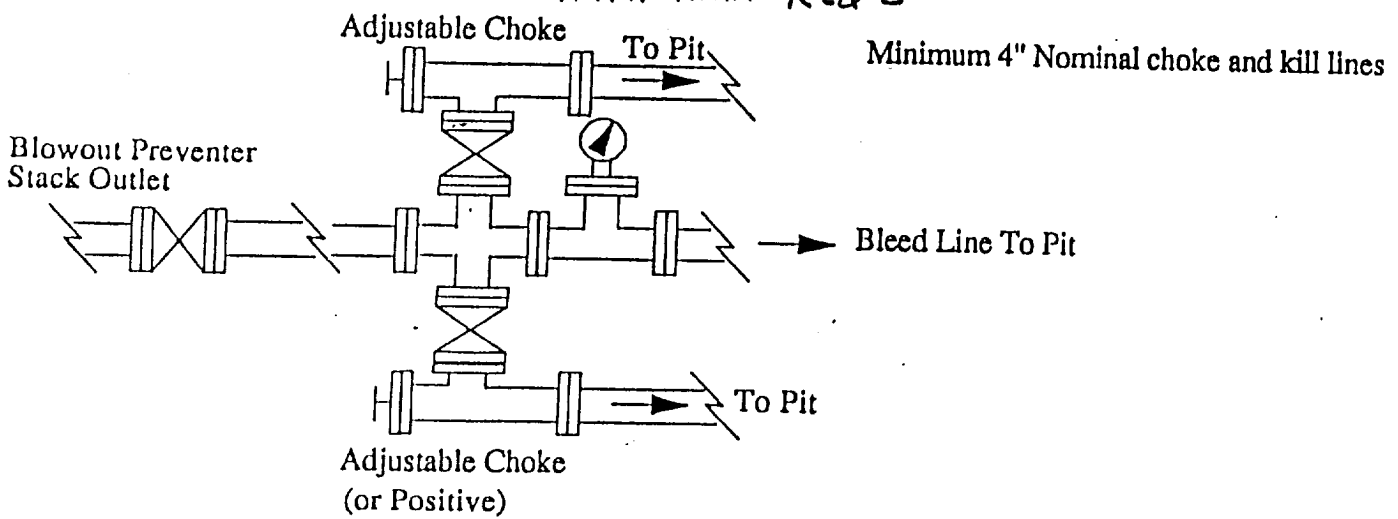 Adjustable Choke
To Pit
Minimum 4" Nominal choke and kill lines
Blowout Preventer
Stack Outlet
Bleed Line To Pit
To Pit
Adjustable Choke
(or Positive)